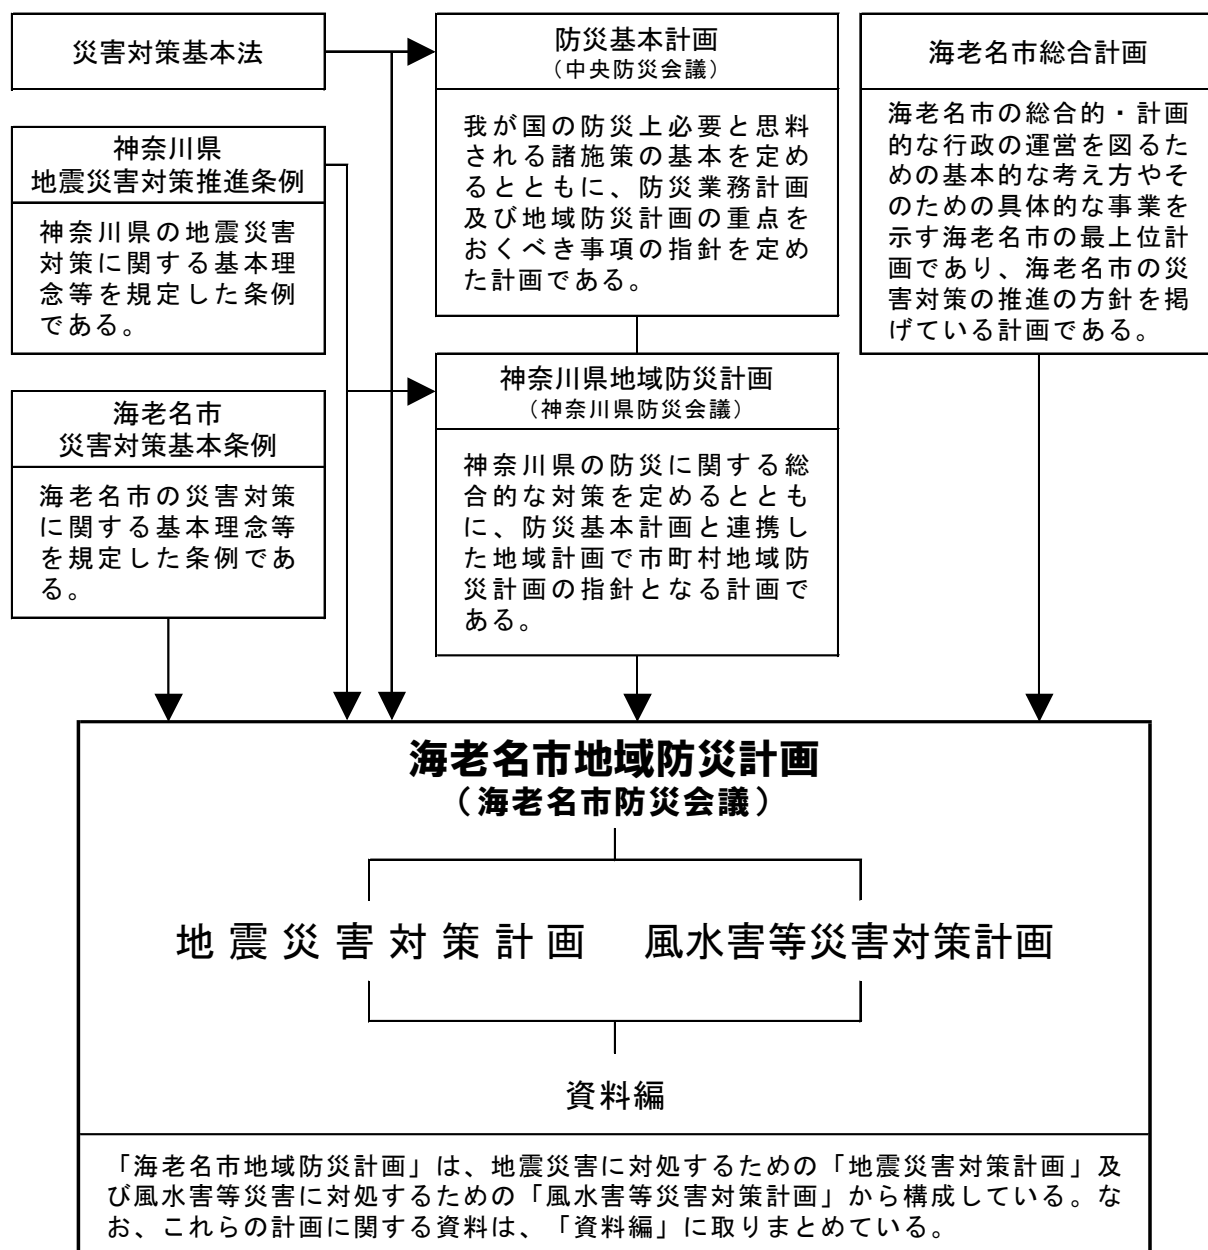 災害対策基本法
神奈川県
地震災害対策推進条例
神奈川県の地震災害
対策に関する基本理
念等を規定した条例
である。
海老名市
災害対策基本条例
海老名市の災害対策
に関する基本理念等
を規定した条例であ
る。
防災基本計画
（中央防災会議）
我が国の防災上必要と思料
される諸施策の基本を定め
るとともに、防災業務計画
及び地域防災計画の重点を
おくべき事項の指針を定め
た計画である。
神奈川県地域防災計画
（神奈川県防災会議）
神奈川県の防災に関する総
合的な対策を定めるととも
に、防災基本計画と連携し
た地域計画で市町村地域防
災計画の指針となる計画で
ある。
海老名市総合計画
海老名市の総合的・計画
的な行政の運営を図るた
めの基本的な考え方やそ
のための具体的な事業を
示す海老名市の最上位計
画であり、海老名市の災
害対策の推進の方針を掲
げている計画である。
海老名市地域防災計画
（海老名市防災会議）
地震災害対策計画
風水害等災害対策計画
資料編
「海老名市地域防災計画」は、地震災害に対処するための「地震災害対策計画」及
び風水害等災害に対処するための「風水害等災害対策計画」から構成している。な
お、これらの計画に関する資料は、「資料編」に取りまとめている。